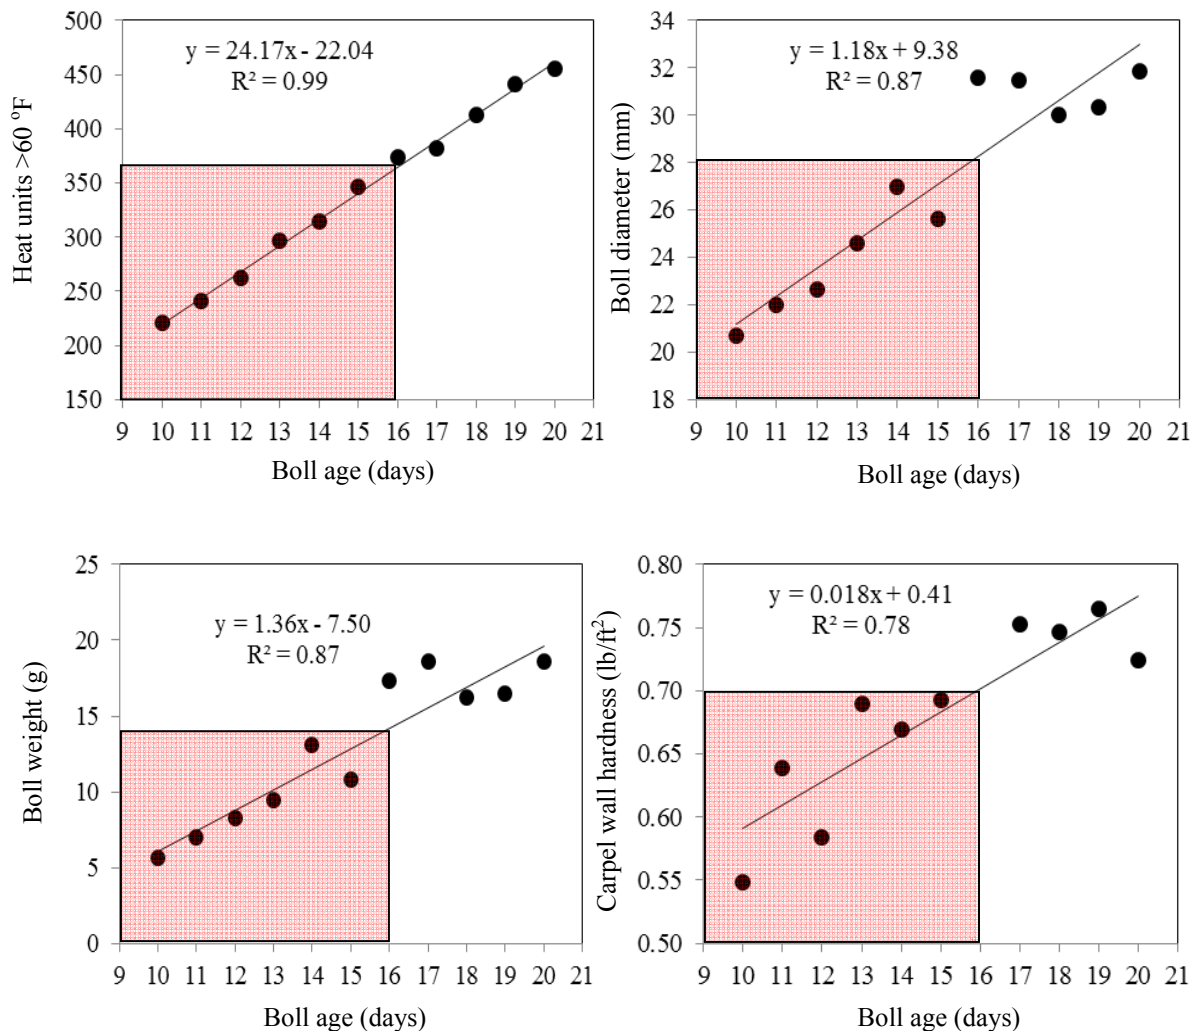 Heat units >60 °F
500
450
400
350
300
250
200
150
y = 24.17x - 22.04
R² = 0.99
9 10 11 12 13 14 15 16 17 18 19 20 21
Boll age (days)
Boll diameter (mm)
34
32
30
28
26
24
22
20
18
y = 1.18x + 9.38
R² = 0.87
9 10 11 12 13 14 15 16 17 18 19 20 21
Boll age (days)
Boll weight (g)
25
20
15
10
5
0
y = 1.36x - 7.50
R² = 0.87
9 10 11 12 13 14 15 16 17 18 19 20 21
Boll age (days)
Carpel wall hardness (lb/ft²)
0.80
0.75
0.70
0.65
0.60
0.55
0.50
y = 0.018x + 0.41
R² = 0.78
9 10 11 12 13 14 15 16 17 18 19 20 21
Boll age (days)